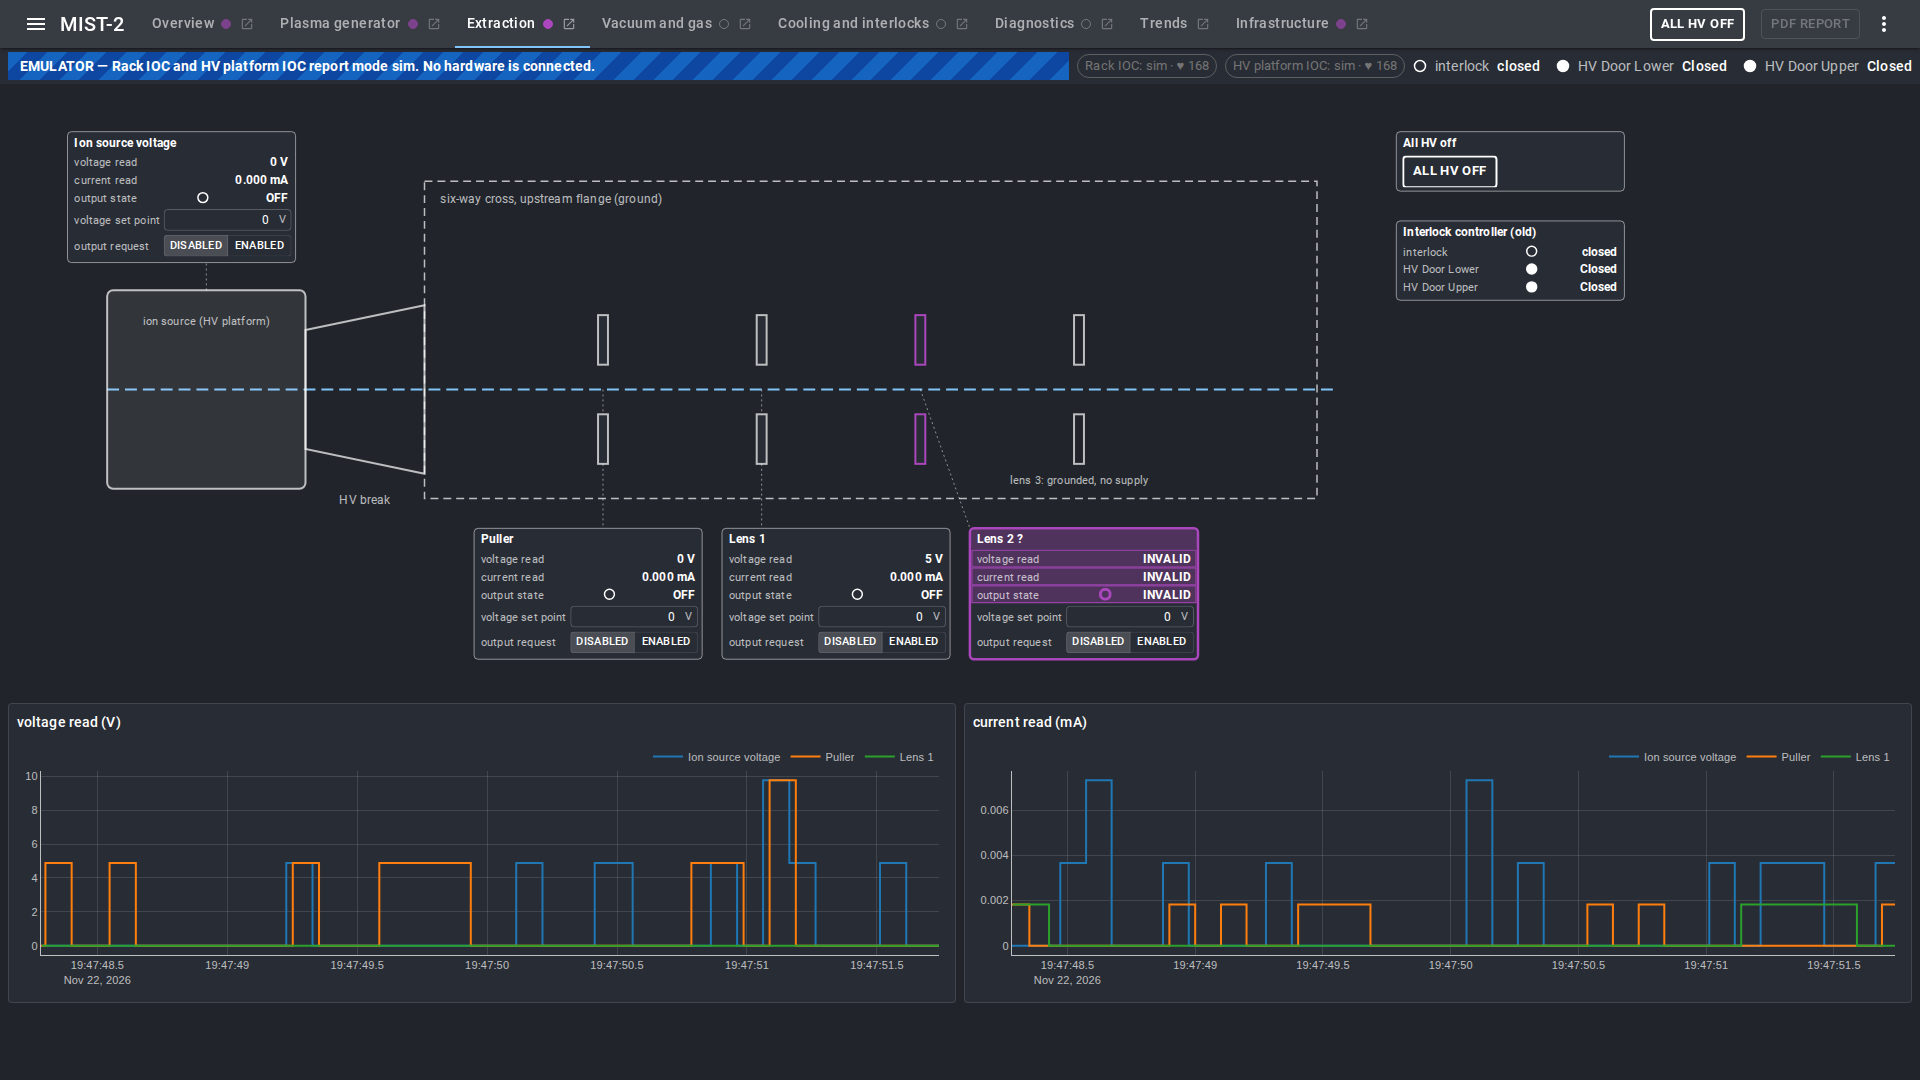 MIST-2 Overview Plasma generator Extraction Vacuum and gas Cooling and interlocks Diagnostics Trends Infrastructure ALL HV OFF PDF REPORT
EMULATOR — Rack IOC and HV platform IOC report mode sim. No hardware is connected. Rack IOC: sim · ♥ 168 HV platform IOC: sim · ♥ 168 interlock closed HV Door Lower Closed HV Door Upper Closed
Ion source voltage
voltage read 0 V
current read 0.000 mA
output state OFF
voltage set point 0 V
output request DISABLED ENABLED
All HV off
ALL HV OFF
Interlock controller (old)
interlock closed
HV Door Lower Closed
HV Door Upper Closed
six-way cross, upstream flange (ground)
ion source (HV platform)
lens 3: grounded, no supply
HV break
Puller
voltage read 0 V
current read 0.000 mA
output state OFF
voltage set point 0 V
output request DISABLED ENABLED
Lens 1
voltage read 5 V
current read 0.000 mA
output state OFF
voltage set point 0 V
output request DISABLED ENABLED
Lens 2 ?
voltage read INVALID
current read INVALID
output state INVALID
voltage set point 0 V
output request DISABLED ENABLED
voltage read (V)
Ion source voltage Puller Lens 1
10
8
6
4
2
0
19:47:48.5 19:47:49 19:47:49.5 19:47:50 19:47:50.5 19:47:51 19:47:51.5
Nov 22, 2026
current read (mA)
Ion source voltage Puller Lens 1
0.006
0.004
0.002
0
19:47:48.5 19:47:49 19:47:49.5 19:47:50 19:47:50.5 19:47:51 19:47:51.5
Nov 22, 2026